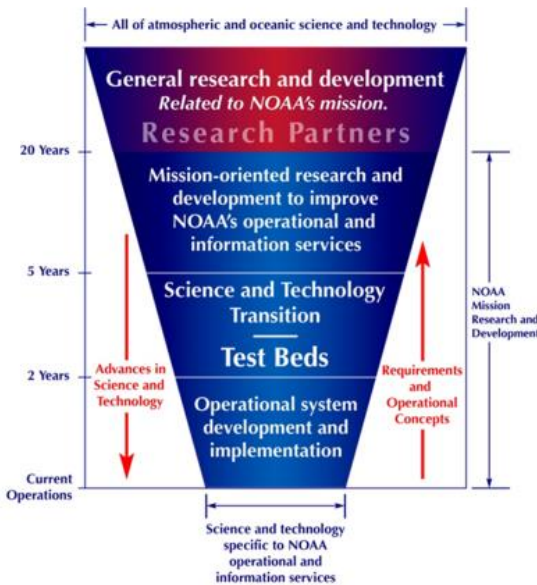 All of atmospheric and oceanic science and technology
General research and development
Related to NOAA's mission.
Research Partners
20 Years
Mission-oriented research and
development to improve
NOAA's operational and
information services
5 Years
Science and Technology
Transition
Test Beds
2 Years
Operational system
development and
implementation
Current
Operations
Advances in
Science and
Technology
Requirements
and
Operational
Concepts
NOAA
Mission
Research and
Development
Science and technology
specific to NOAA
operational and
information services